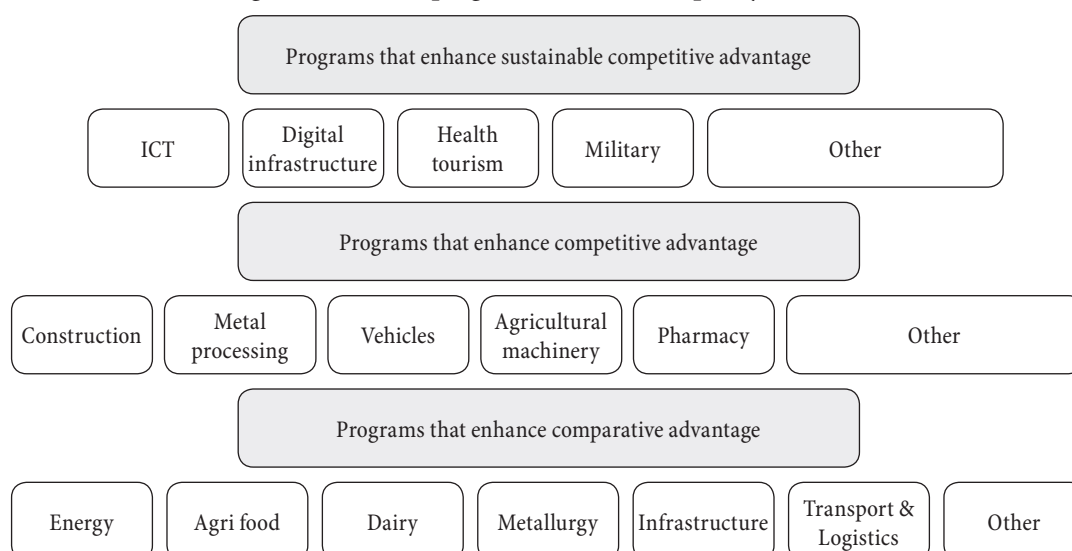 Programs that enhance sustainable competitive advantage
ICT
Digital
infrastructure
Health
tourism
Military
Other
Programs that enhance competitive advantage
Construction
Metal
processing
Vehicles
Agricultural
machinery
Pharmacy
Other
Programs that enhance comparative advantage
Energy
Agri food
Dairy
Metallurgy
Infrastructure
Transport &
Logistics
Other